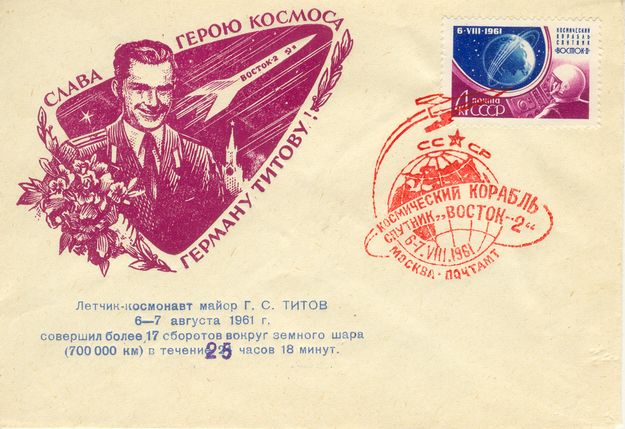 СЛАВА ГЕРОЮ КОСМОСА
ГЕРМАНУ ТИТОВУ!
ВОСТОК-2
6-VIII-1961
КОСМИЧЕСКИЙ
КОРАБЛЬ
СПУТНИК
"ВОСТОК-2"
4 К ПОЧТА
СССР
СССР
КОСМИЧЕСКИЙ КОРАБЛЬ
СПУТНИК „ВОСТОК-2“
6-7.VIII.1961
МОСКВА · ПОЧТАМТ
Летчик-космонавт майор Г. С. ТИТОВ
6—7 августа 1961 г.
совершил более 17 оборотов вокруг земного шара
(700 000 км) в течение 25 часов 18 минут.